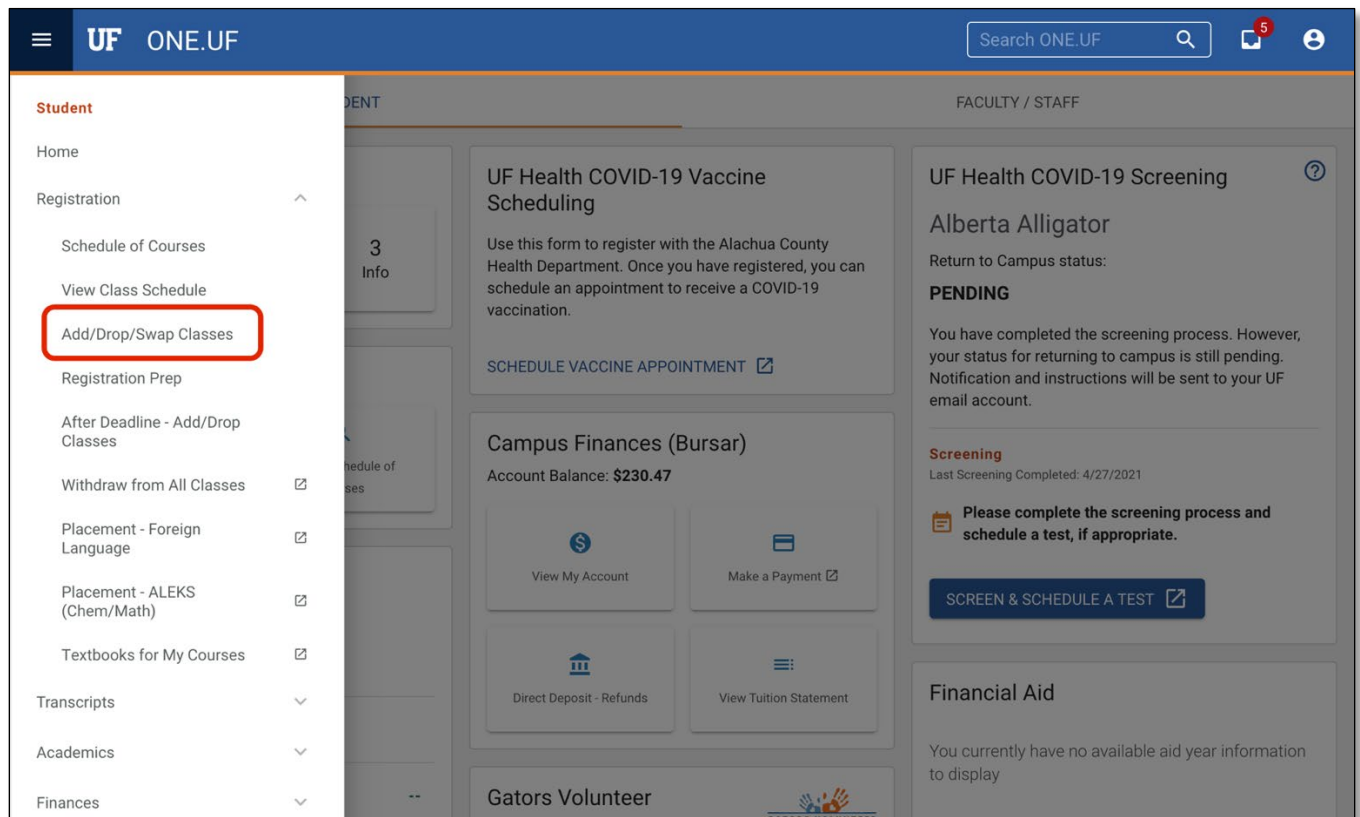 UF ONE.UF
Search ONE.UF
5
Student
Home
Registration
Schedule of Courses
View Class Schedule
Add/Drop/Swap Classes
Registration Prep
After Deadline - Add/Drop
Classes
Withdraw from All Classes
Placement - Foreign
Language
Placement - ALEKS
(Chem/Math)
Textbooks for My Courses
Transcripts
Academics
Finances
DENT
FACULTY / STAFF
3
Info
hedule of
ses
--
UF Health COVID-19 Vaccine
Scheduling
Use this form to register with the Alachua County
Health Department. Once you have registered, you can
schedule an appointment to receive a COVID-19
vaccination.
SCHEDULE VACCINE APPOINTMENT
Campus Finances (Bursar)
Account Balance: $230.47
View My Account
Make a Payment
Direct Deposit - Refunds
View Tuition Statement
Gators Volunteer
UF Health COVID-19 Screening
Alberta Alligator
Return to Campus status:
PENDING
You have completed the screening process. However,
your status for returning to campus is still pending.
Notification and instructions will be sent to your UF
email account.
Screening
Last Screening Completed: 4/27/2021
Please complete the screening process and
schedule a test, if appropriate.
SCREEN & SCHEDULE A TEST
Financial Aid
You currently have no available aid year information
to display